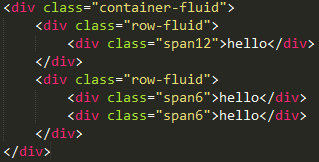 <div class="container-fluid">
    <div class="row-fluid">
        <div class="span12">hello</div>
    </div>
    <div class="row-fluid">
        <div class="span6">hello</div>
        <div class="span6">hello</div>
    </div>
</div>